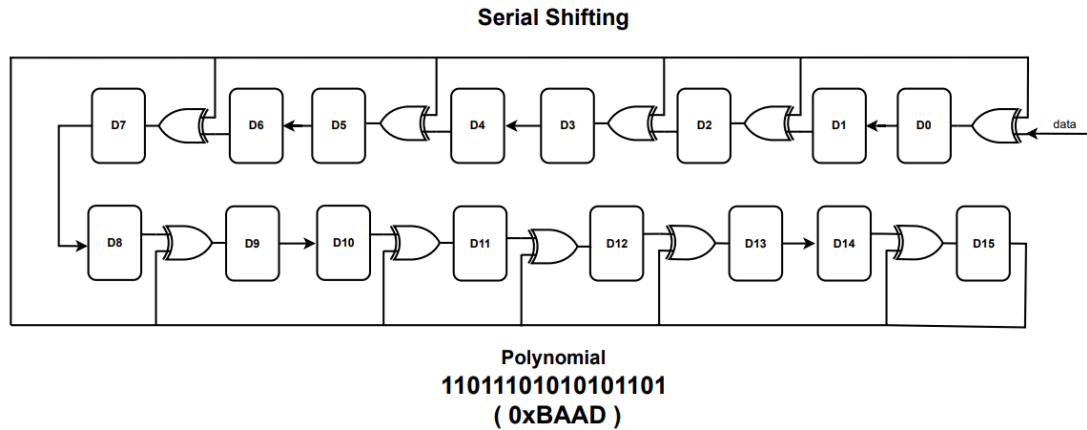 Serial Shifting
D7 D6 D5 D4 D3 D2 D1 D0 data
D8 D9 D10 D11 D12 D13 D14 D15
Polynomial
11011101010101101
( 0xBAAD )